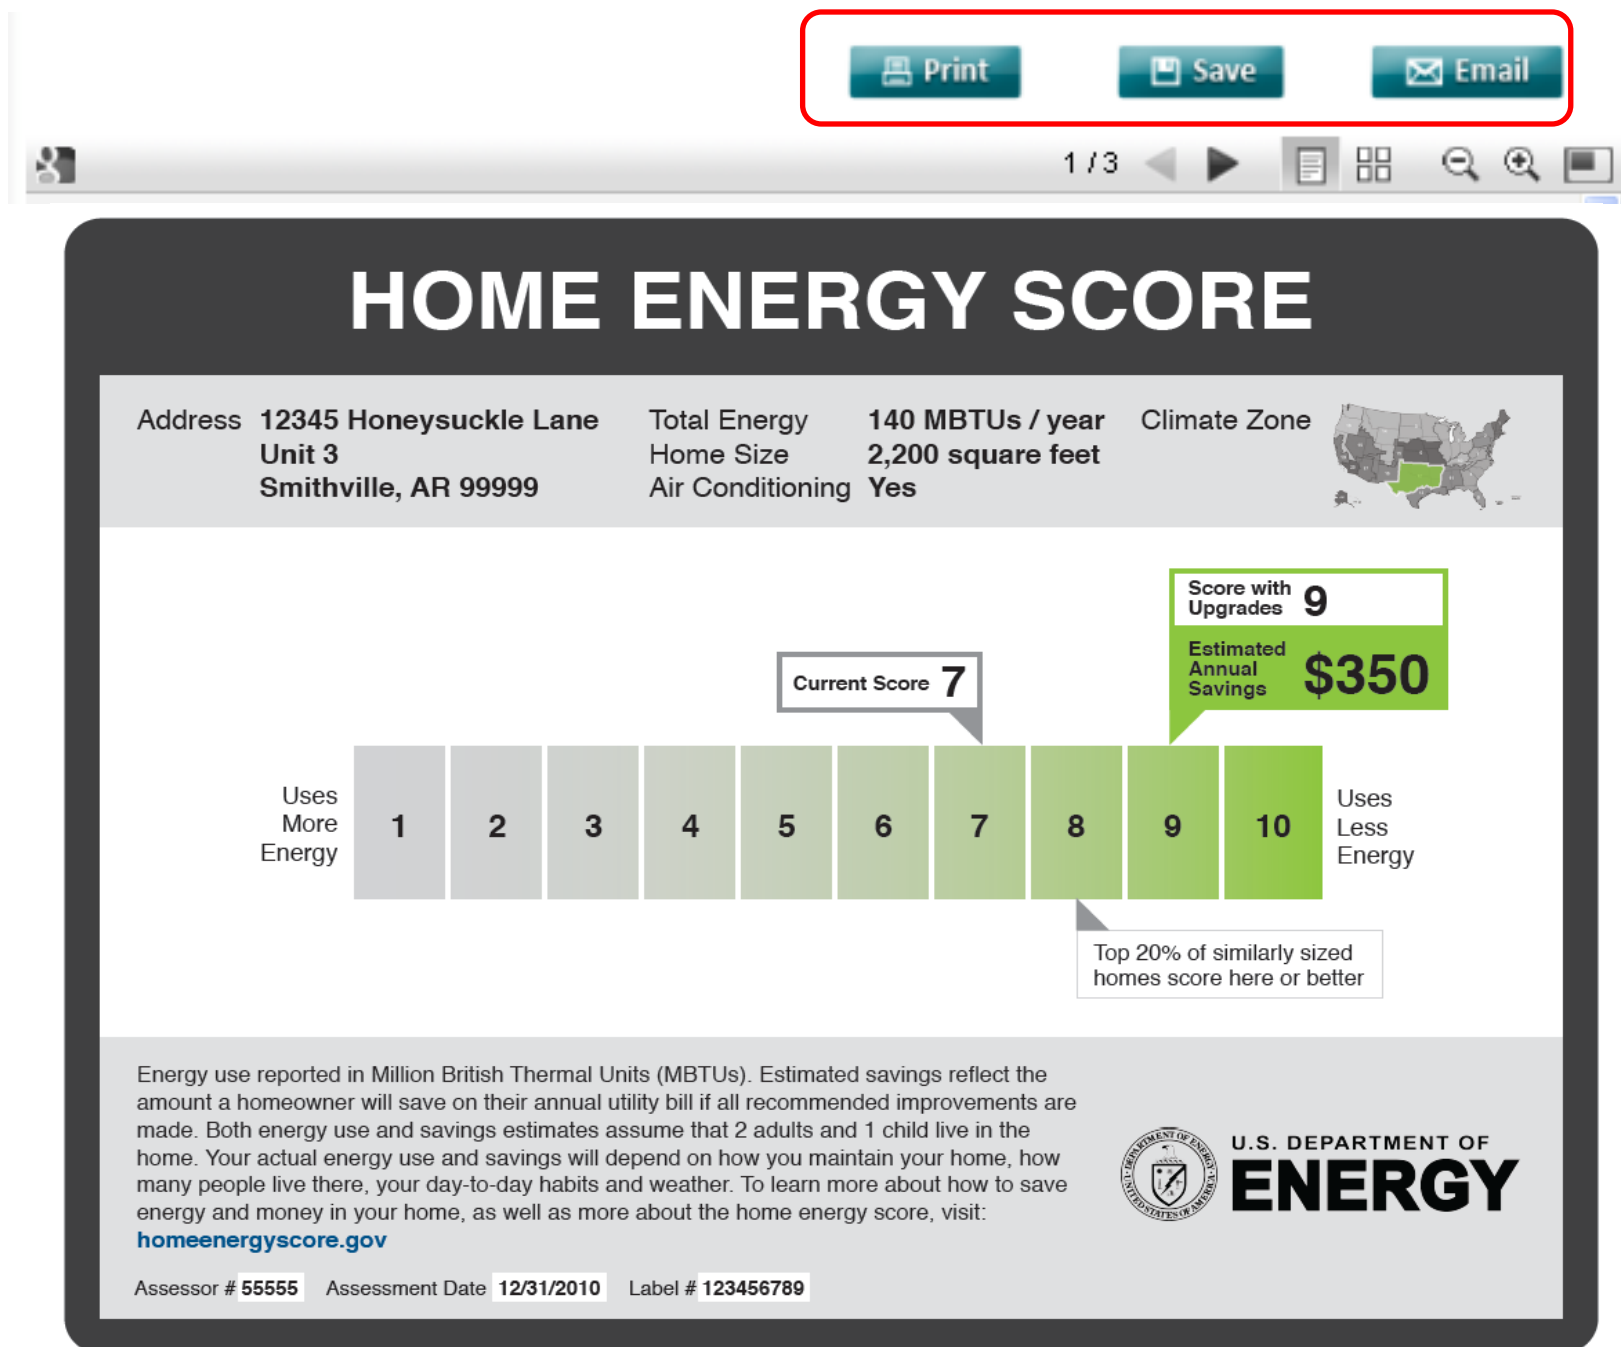 Print Save Email
1 / 3
HOME ENERGY SCORE
Address 12345 Honeysuckle Lane
Unit 3
Smithville, AR 99999
Total Energy 140 MBTUs / year
Home Size 2,200 square feet
Air Conditioning Yes
Climate Zone
Score with
Upgrades 9
Estimated
Annual
Savings $350
Current Score 7
Uses
More
Energy
1 2 3 4 5 6 7 8 9 10
Uses
Less
Energy
Top 20% of similarly sized
homes score here or better
Energy use reported in Million British Thermal Units (MBTUs). Estimated savings reflect the
amount a homeowner will save on their annual utility bill if all recommended improvements are
made. Both energy use and savings estimates assume that 2 adults and 1 child live in the
home. Your actual energy use and savings will depend on how you maintain your home, how
many people live there, your day-to-day habits and weather. To learn more about how to save
energy and money in your home, as well as more about the home energy score, visit:
homeenergyscore.gov
DEPARTMENT OF ENERGY
UNITED STATES OF AMERICA
U.S. DEPARTMENT OF
ENERGY
Assessor # 55555 Assessment Date 12/31/2010 Label # 123456789